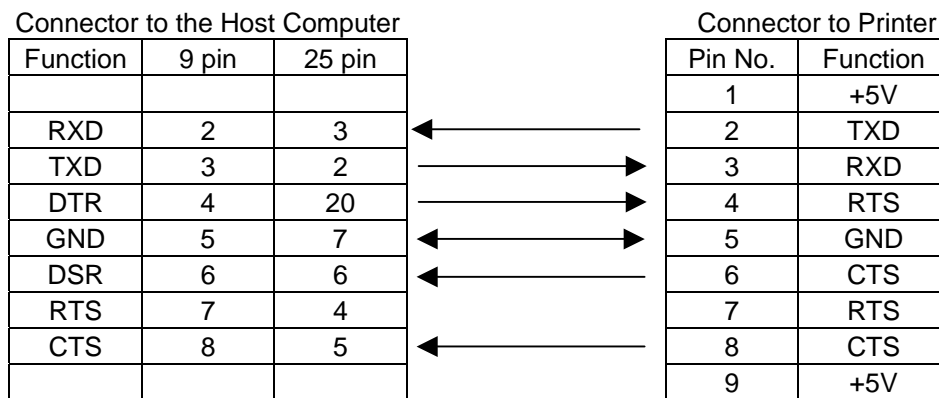 Connector to the Host Computer Connector to Printer
Function 9 pin 25 pin Pin No. Function
1 +5V
RXD 2 3 2 TXD
TXD 3 2 3 RXD
DTR 4 20 4 RTS
GND 5 7 5 GND
DSR 6 6 6 CTS
RTS 7 4 7 RTS
CTS 8 5 8 CTS
9 +5V